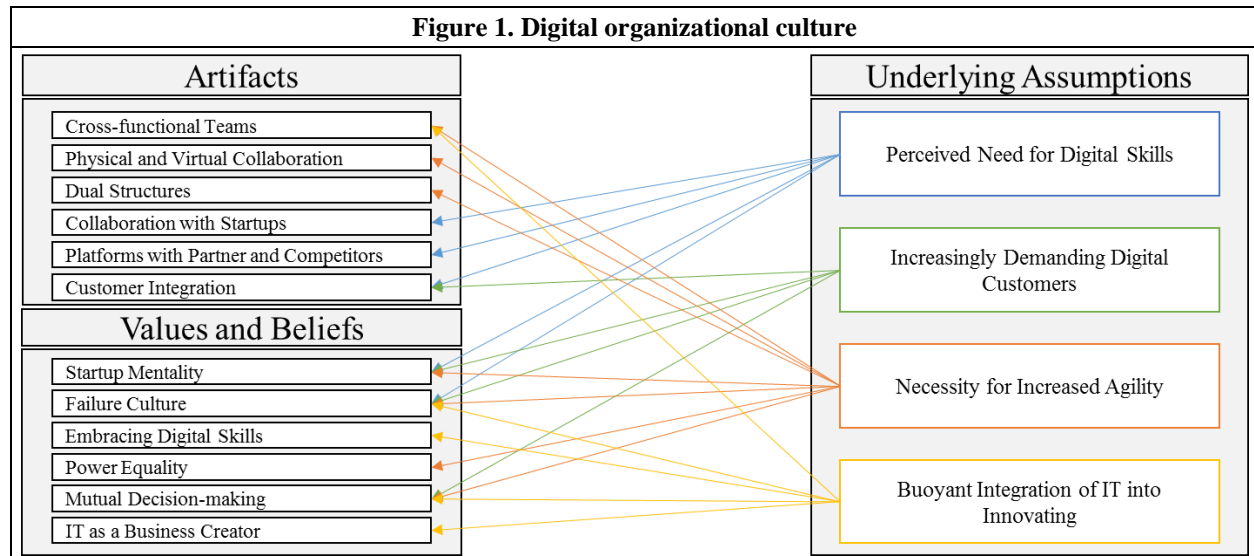 Figure 1. Digital organizational culture
Artifacts
Cross-functional Teams
Physical and Virtual Collaboration
Dual Structures
Collaboration with Startups
Platforms with Partner and Competitors
Customer Integration
Values and Beliefs
Startup Mentality
Failure Culture
Embracing Digital Skills
Power Equality
Mutual Decision-making
IT as a Business Creator
Underlying Assumptions
Perceived Need for Digital Skills
Increasingly Demanding Digital
Customers
Necessity for Increased Agility
Buoyant Integration of IT into
Innovating